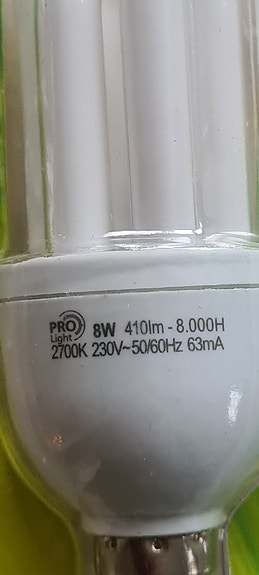 PRO
Light
8W 410lm - 8.000H
2700K 230V~50/60Hz 63mA